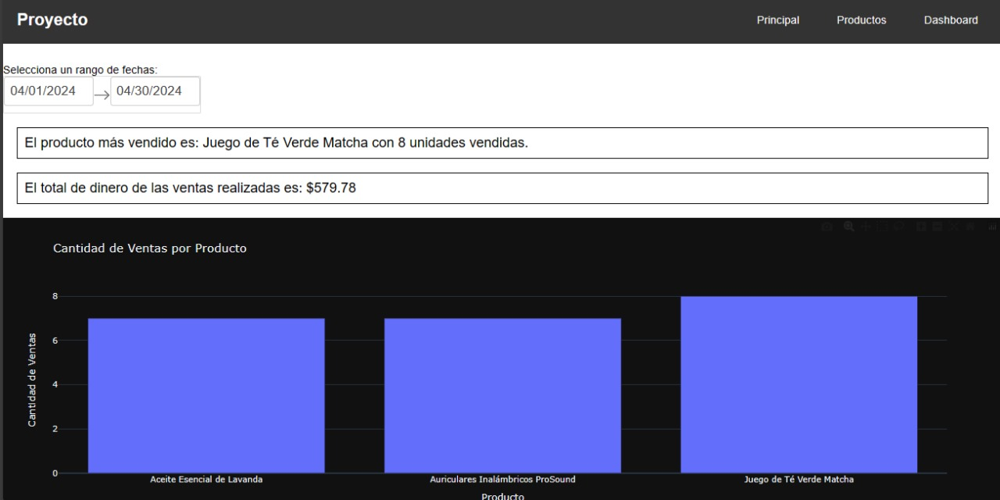 Proyecto
Principal Productos Dashboard
Selecciona un rango de fechas:
04/01/2024 → 04/30/2024
El producto más vendido es: Juego de Té Verde Matcha con 8 unidades vendidas.
El total de dinero de las ventas realizadas es: $579.78
Cantidad de Ventas por Producto
Cantidad de Ventas
8
6
4
2
0
Aceite Esencial de Lavanda Auriculares Inalámbricos ProSound Juego de Té Verde Matcha
Producto